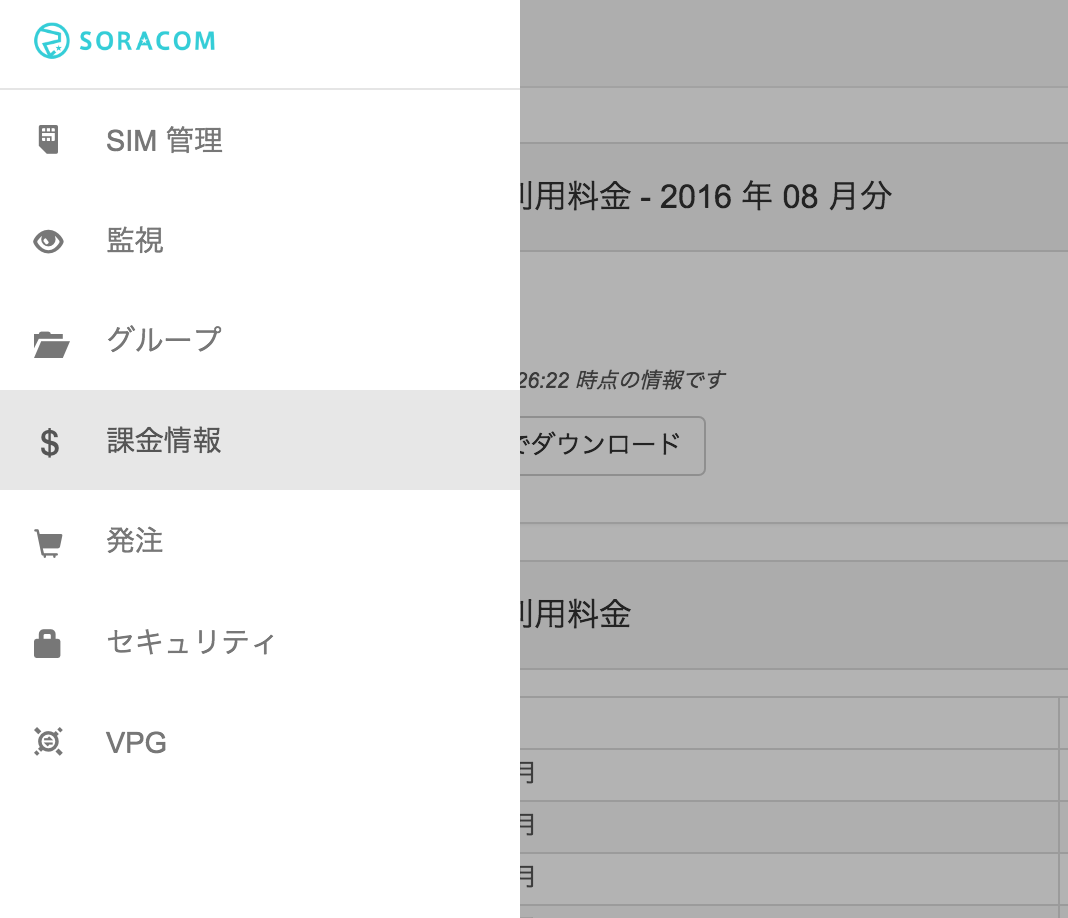 SORACOM
SIM 管理
監視
グループ
課金情報
発注
セキュリティ
VPG
利用料金 - 2016 年 08 月分
26:22 時点の情報です
でダウンロード
利用料金
月
月
月